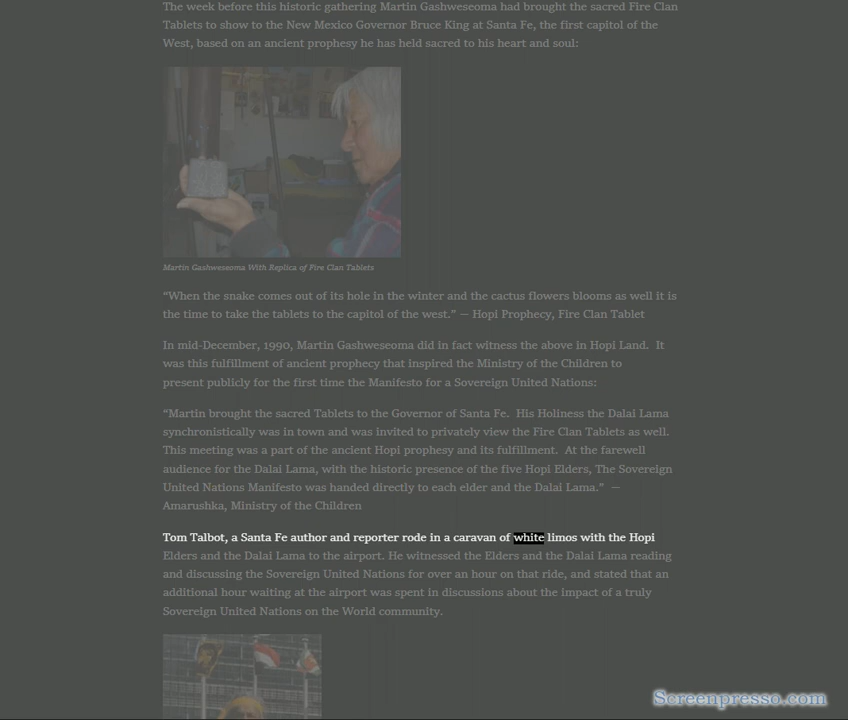 The week before this historic gathering Martin Gashweseoma had brought the sacred Fire Clan
Tablets to show to the New Mexico Governor Bruce King at Santa Fe, the first capitol of the
West, based on an ancient prophesy he has held sacred to his heart and soul:
Martin Gashweseoma With Replica of Fire Clan Tablets
“When the snake comes out of its hole in the winter and the cactus flowers blooms as well it is
the time to take the tablets to the capitol of the west.” — Hopi Prophecy, Fire Clan Tablet
In mid-December, 1990, Martin Gashweseoma did in fact witness the above in Hopi Land.  It
was this fulfillment of ancient prophecy that inspired the Ministry of the Children to
present publicly for the first time the Manifesto for a Sovereign United Nations:
“Martin brought the sacred Tablets to the Governor of Santa Fe.  His Holiness the Dalai Lama
synchronistically was in town and was invited to privately view the Fire Clan Tablets as well.
This meeting was a part of the ancient Hopi prophesy and its fulfillment.  At the farewell
audience for the Dalai Lama, with the historic presence of the five Hopi Elders, The Sovereign
United Nations Manifesto was handed directly to each elder and the Dalai Lama.”  —
Amarushka, Ministry of the Children
Tom Talbot, a Santa Fe author and reporter rode in a caravan of white limos with the Hopi
Elders and the Dalai Lama to the airport. He witnessed the Elders and the Dalai Lama reading
and discussing the Sovereign United Nations for over an hour on that ride, and stated that an
additional hour waiting at the airport was spent in discussions about the impact of a truly
Sovereign United Nations on the World community.
Screenpresso.com